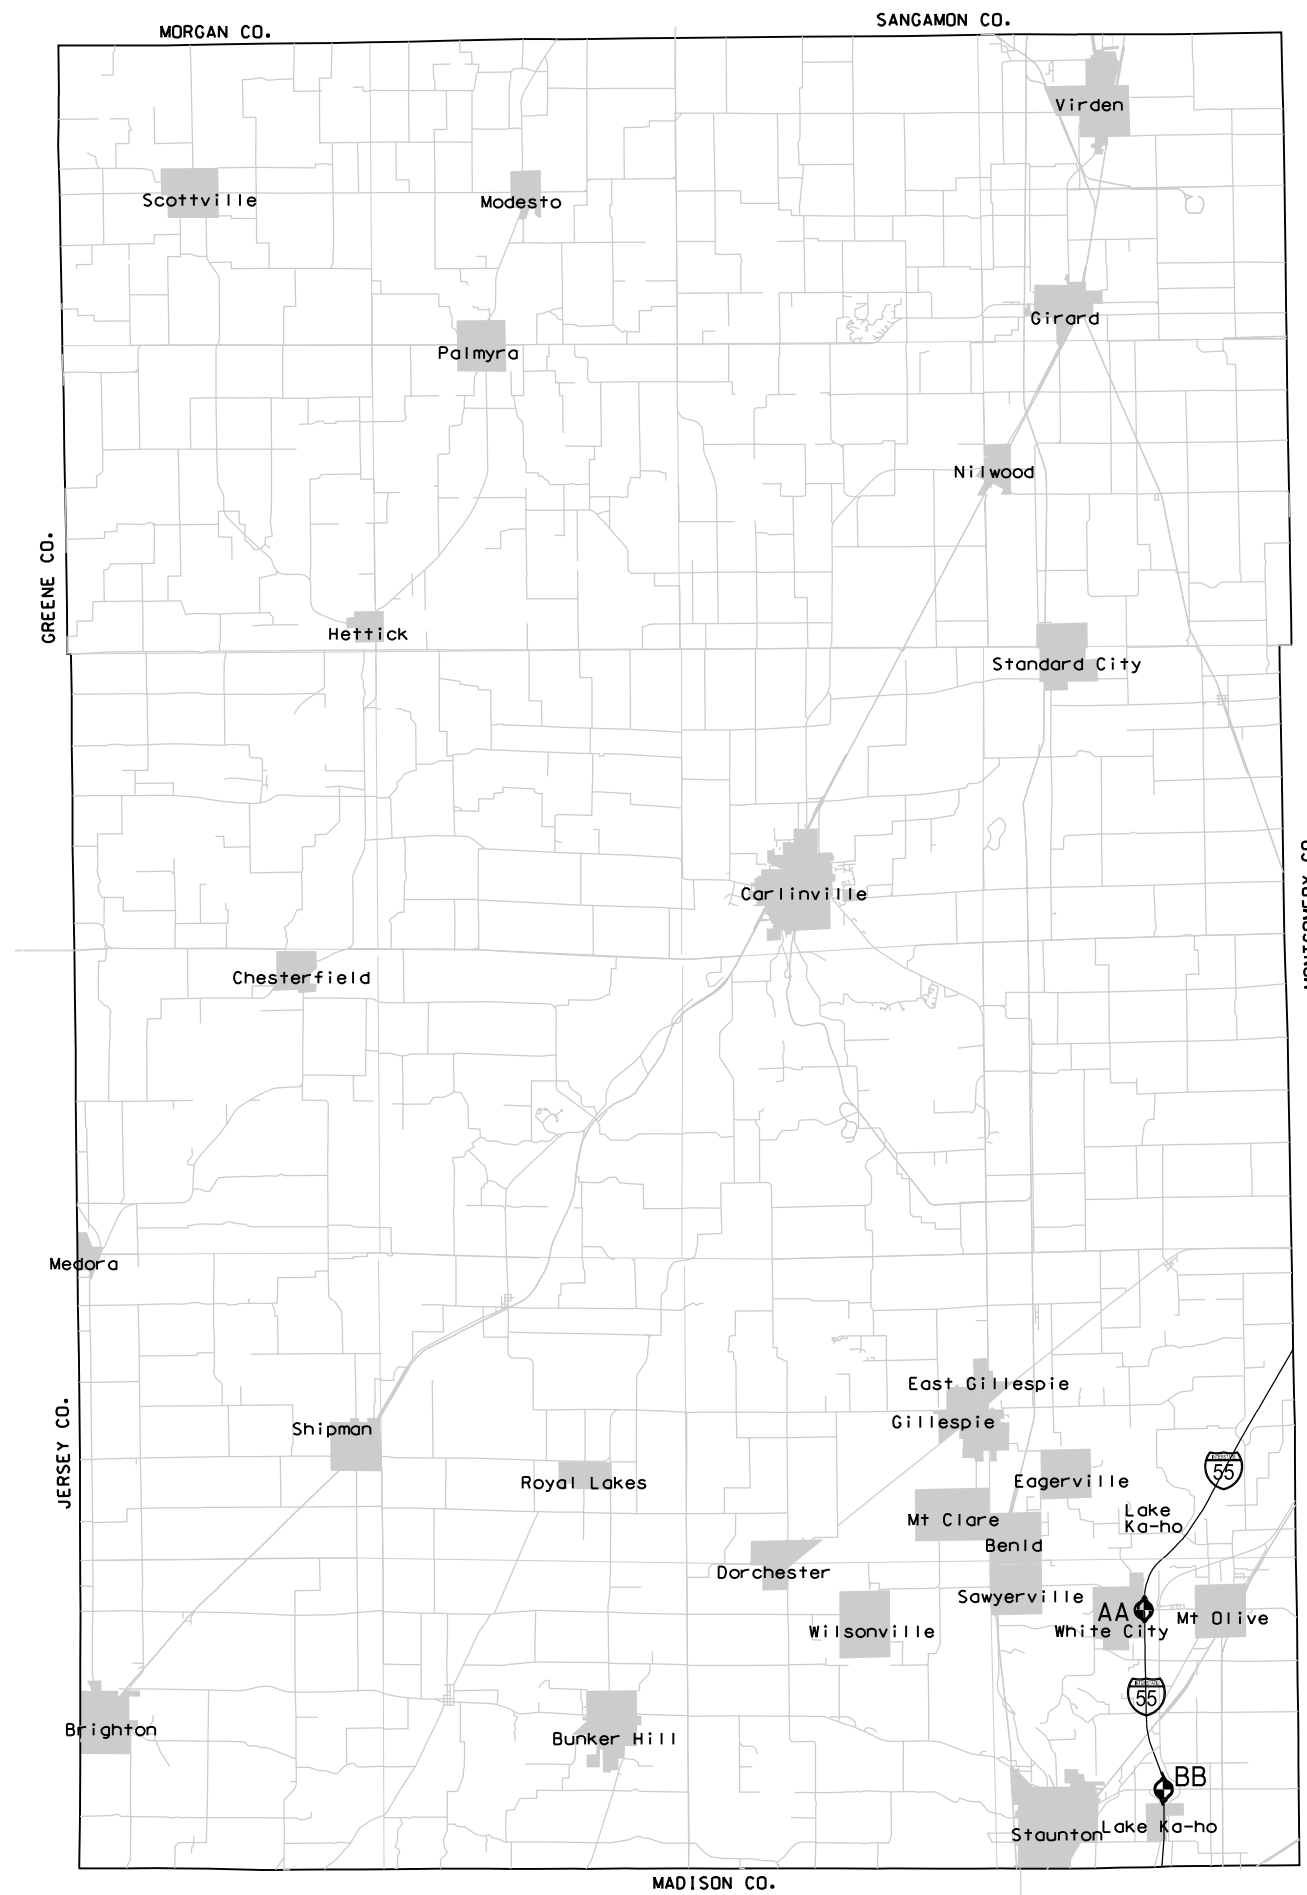 SANGAMON CO.
MORGAN CO.
Virden
Scottville
Modesto
Girard
Palmyra
Nilwood
GREENE CO.
Hettick
Standard City
Carlinville
MONTGOMERY CO.
Chesterfield
Medora
East Gillespie
JERSEY CO.
Gillespie
Shipman
55
Eagerville
Royal Lakes
Lake
Ka-ho
Mt Clare
Benld
Dorchester
Sawyerville
AA
Mt Olive
White City
Wilsonville
55
Brighton
Bunker Hill
BB
Lake Ka-ho
Staunton
MADISON CO.